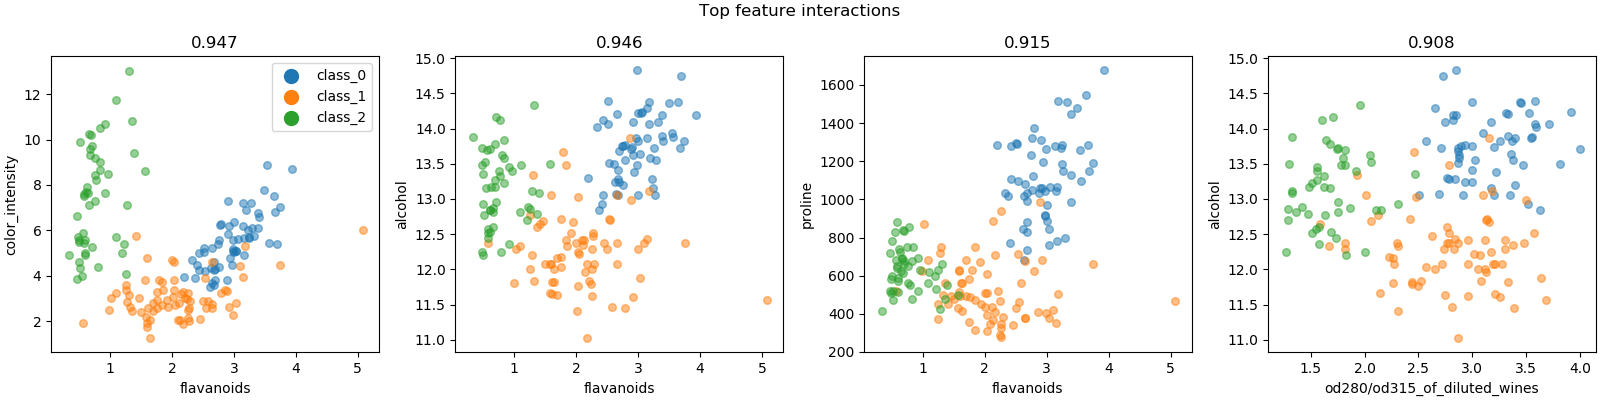 Top feature interactions
0.947
12
10
8
6
4
2
color_intensity
class_0
class_1
class_2
1 2 3 4 5
flavanoids
0.946
15.0
14.5
14.0
13.5
13.0
12.5
12.0
11.5
11.0
alcohol
1 2 3 4 5
flavanoids
0.915
1600
1400
1200
1000
800
600
400
200
proline
1 2 3 4 5
flavanoids
0.908
15.0
14.5
14.0
13.5
13.0
12.5
12.0
11.5
11.0
alcohol
1.5 2.0 2.5 3.0 3.5 4.0
od280/od315_of_diluted_wines